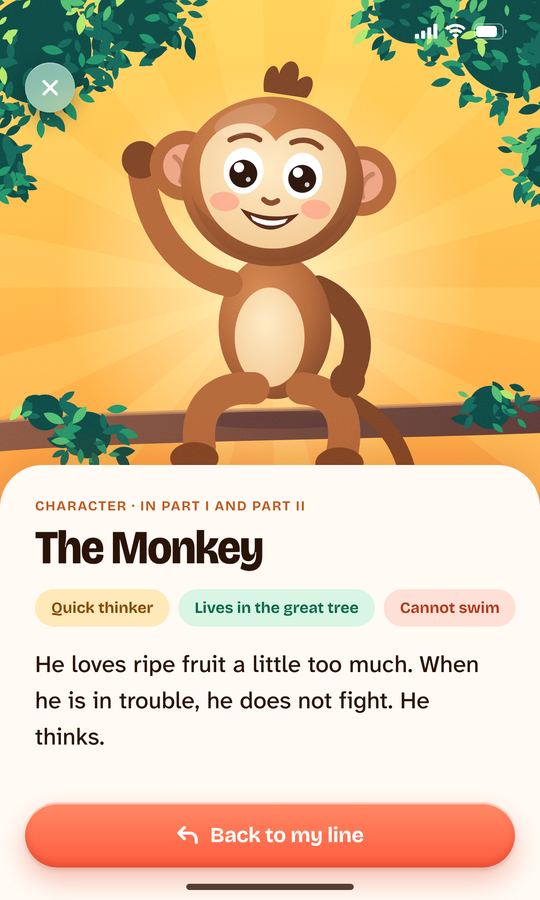 CHARACTER · IN PART I AND PART II
The Monkey
Quick thinker
Lives in the great tree
Cannot swim
He loves ripe fruit a little too much. When
he is in trouble, he does not fight. He
thinks.
Back to my line